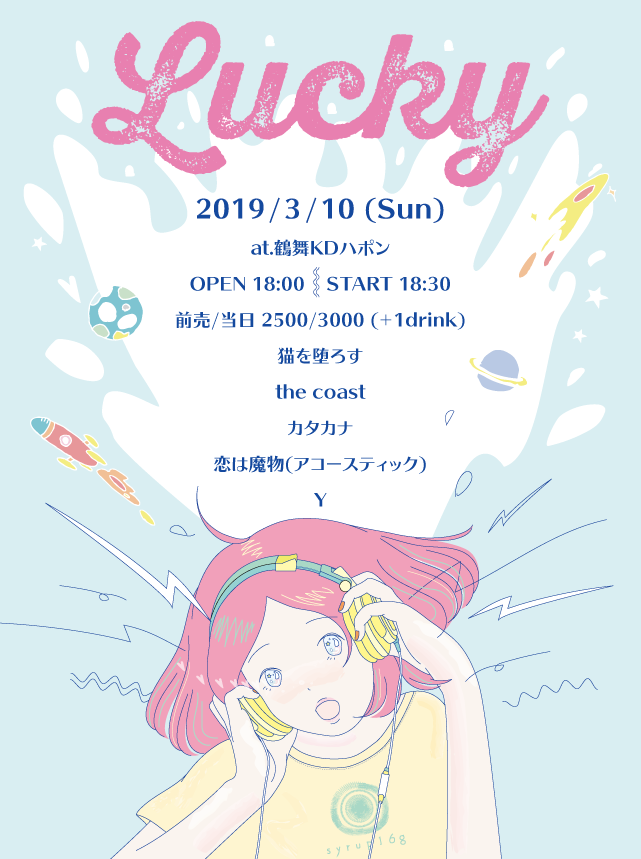 Lucky
2019/3/10 (Sun)
at.鶴舞KDハポン
OPEN 18:00 START 18:30
前売/当日 2500/3000 (+1drink)
猫を堕ろす
the coast
カタカナ
恋は魔物(アコースティック)
Y
syrup168